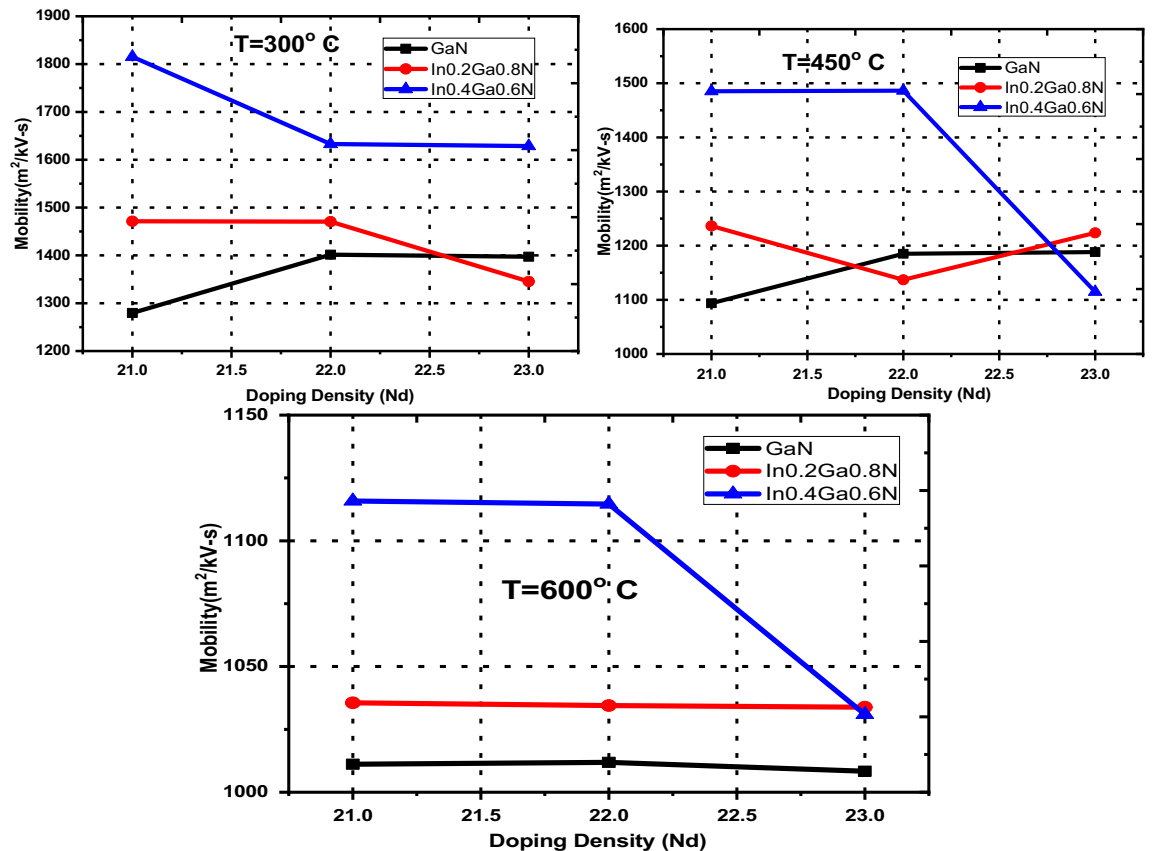 T=300° C
GaN
In0.2Ga0.8N
In0.4Ga0.6N
1900
1800
1700
1600
1500
1400
1300
1200
Mobility(m²/kV-s)
21.0 21.5 22.0 22.5 23.0
Doping Density (Nd)
T=450° C
GaN
In0.2Ga0.8N
In0.4Ga0.6N
1600
1500
1400
1300
1200
1100
1000
Mobility(m²/kV-s)
21.0 21.5 22.0 22.5 23.0
Doping Density (Nd)
T=600° C
GaN
In0.2Ga0.8N
In0.4Ga0.6N
1150
1100
1050
1000
Mobility(m²/kV-s)
21.0 21.5 22.0 22.5 23.0
Doping Density (Nd)